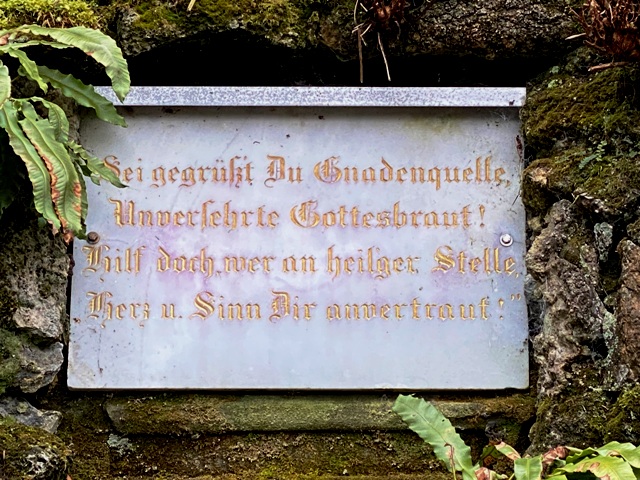 Sei gegrüßt Du Gnadenquelle,
Unversehrte Gottesbraut!
Hilf doch, wer an heilger Stelle,
Herz u. Sinn Dir anvertraut!"